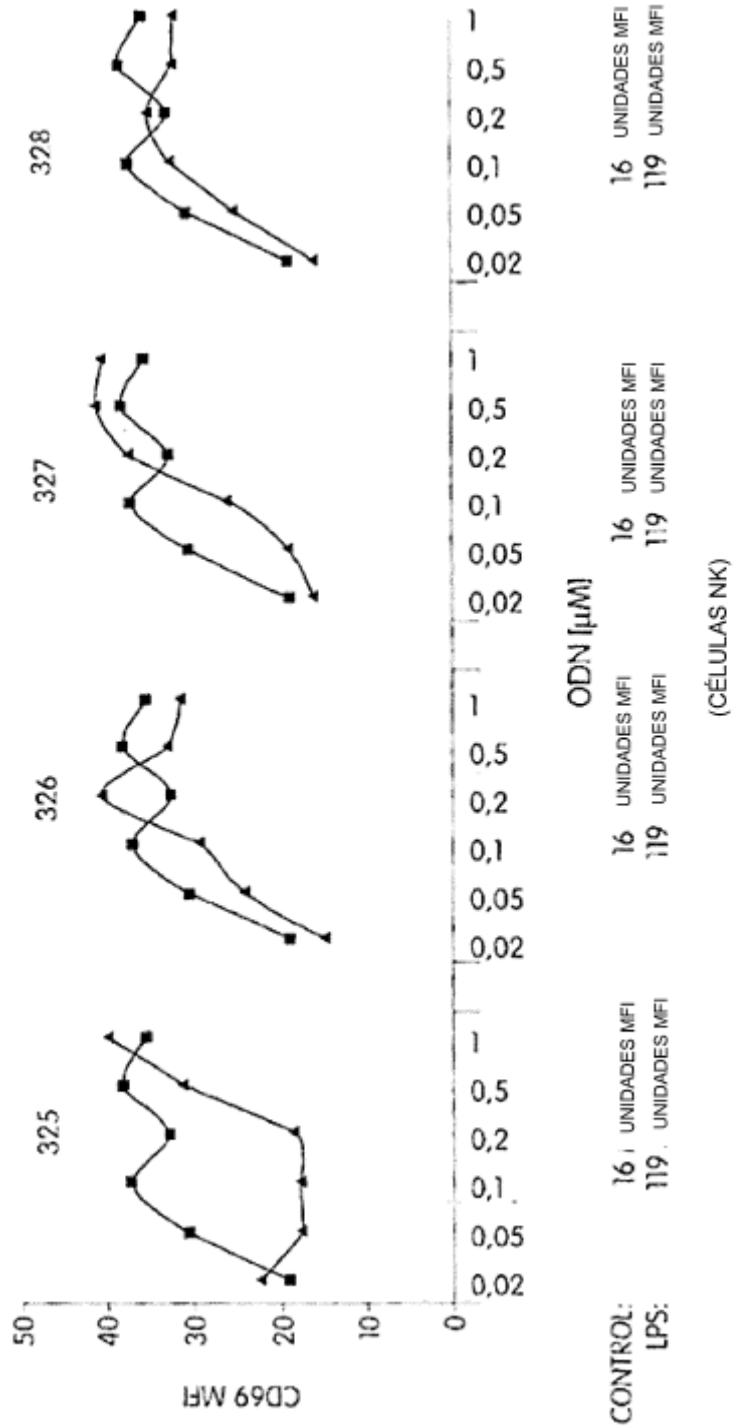 325 326 327 328
CD69 MFI
50
40
30
20
10
0
0,02 0,05 0,1 0,2 0,5 1 0,02 0,05 0,1 0,2 0,5 1 0,02 0,05 0,1 0,2 0,5 1 0,02 0,05 0,1 0,2 0,5 1
ODN [µM]
CONTROL: 16 UNIDADES MFI 16 UNIDADES MFI 16 UNIDADES MFI 16 UNIDADES MFI
LPS: 119 UNIDADES MFI 119 UNIDADES MFI 119 UNIDADES MFI 119 UNIDADES MFI
(CÉLULAS NK)